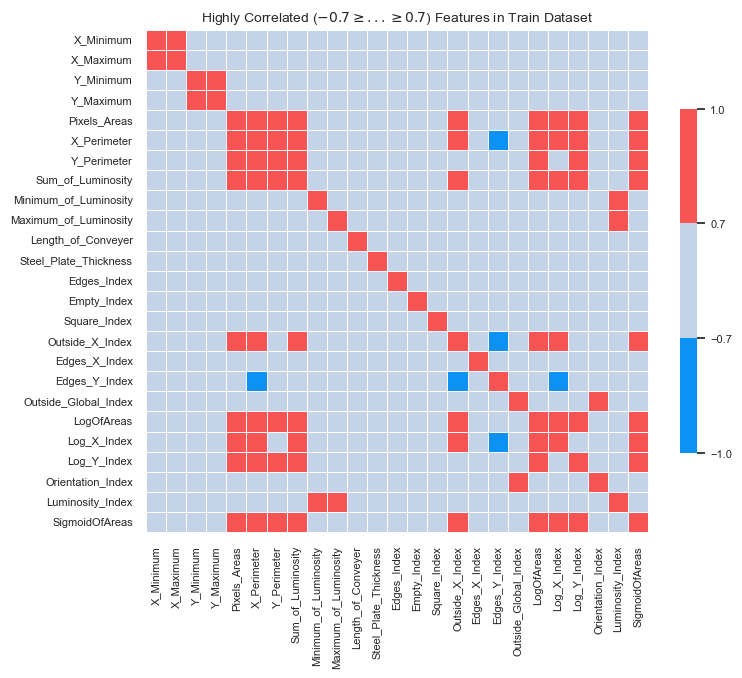 Highly Correlated (−0.7 ≥ . . . ≥ 0.7) Features in Train Dataset
X_Minimum
X_Maximum
Y_Minimum
Y_Maximum
Pixels_Areas
X_Perimeter
Y_Perimeter
Sum_of_Luminosity
Minimum_of_Luminosity
Maximum_of_Luminosity
Length_of_Conveyer
Steel_Plate_Thickness
Edges_Index
Empty_Index
Square_Index
Outside_X_Index
Edges_X_Index
Edges_Y_Index
Outside_Global_Index
LogOfAreas
Log_X_Index
Log_Y_Index
Orientation_Index
Luminosity_Index
SigmoidOfAreas
X_Minimum
X_Maximum
Y_Minimum
Y_Maximum
Pixels_Areas
X_Perimeter
Y_Perimeter
Sum_of_Luminosity
Minimum_of_Luminosity
Maximum_of_Luminosity
Length_of_Conveyer
Steel_Plate_Thickness
Edges_Index
Empty_Index
Square_Index
Outside_X_Index
Edges_X_Index
Edges_Y_Index
Outside_Global_Index
LogOfAreas
Log_X_Index
Log_Y_Index
Orientation_Index
Luminosity_Index
SigmoidOfAreas
1.0
0.7
−0.7
−1.0